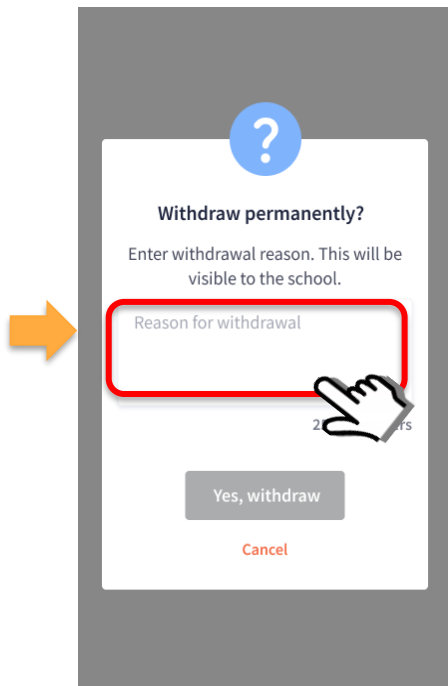 ?
Withdraw permanently?
Enter withdrawal reason. This will be
visible to the school.
Reason for withdrawal
Yes, withdraw
Cancel